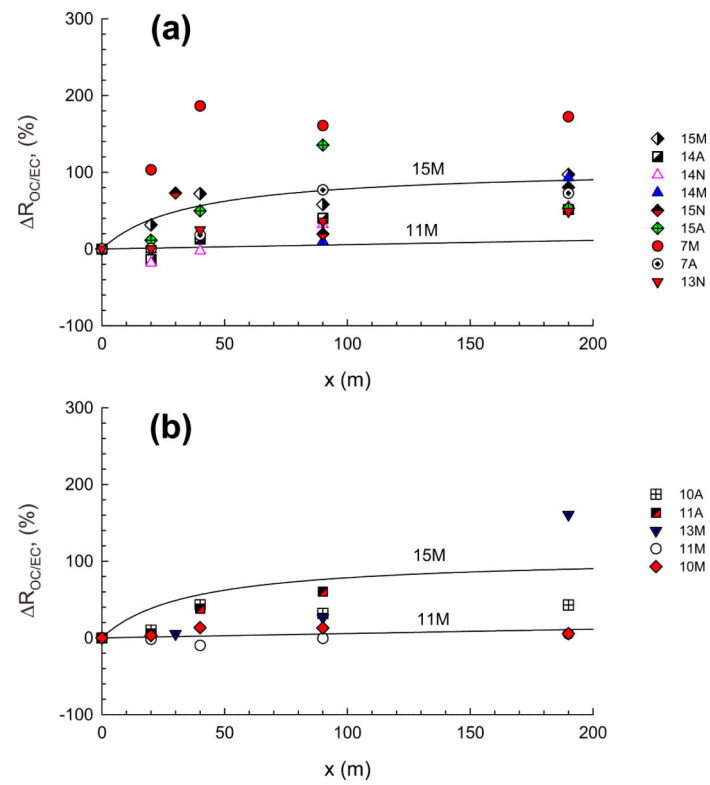 (a)
300
200
100
0
-100
ΔR_OC/EC, (%)
15M
11M
0 50 100 150 200
x (m)
15M
14A
14N
14M
15N
15A
7M
7A
13N
(b)
300
200
100
0
-100
ΔR_OC/EC, (%)
15M
11M
0 50 100 150 200
x (m)
10A
11A
13M
11M
10M